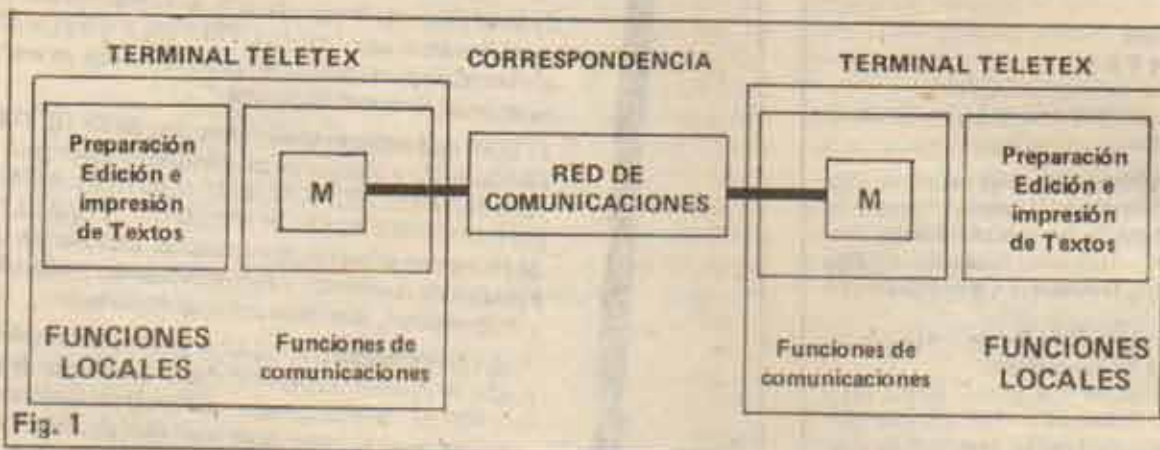 TERMINAL TELETEX
Preparación
Edición e
impresión
de Textos
M
FUNCIONES
LOCALES
Funciones de
comunicaciones
CORRESPONDENCIA
RED DE
COMUNICACIONES
TERMINAL TELETEX
M
Preparación
Edición e
impresión
de Textos
Funciones de
comunicaciones
FUNCIONES
LOCALES
Fig. 1